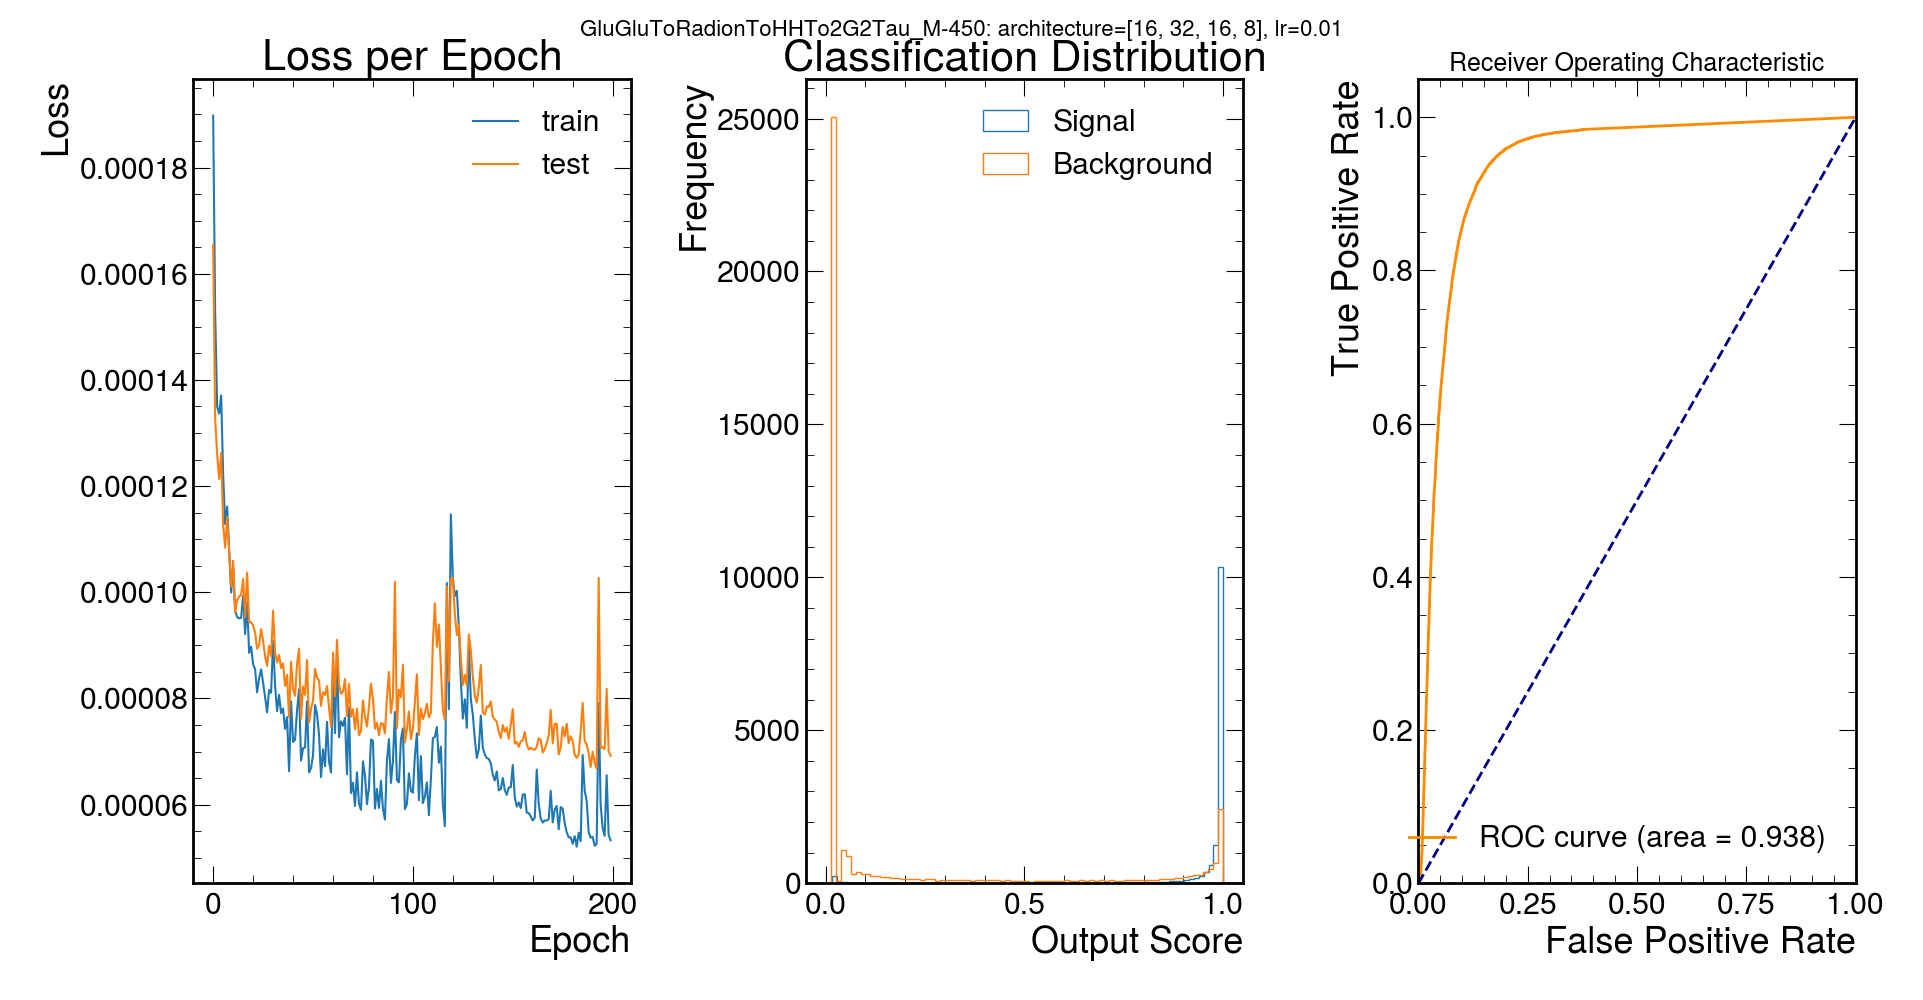 GluGluToRadionToHHTo2G2Tau_M-450: architecture=[16, 32, 16, 8], lr=0.01
Loss per Epoch
Loss
0.00018
0.00016
0.00014
0.00012
0.00010
0.00008
0.00006
train
test
0
100
200
Epoch
Classification Distribution
Frequency
25000
20000
15000
10000
5000
0
Signal
Background
0.0
0.5
1.0
Output Score
Receiver Operating Characteristic
True Positive Rate
1.0
0.8
0.6
0.4
0.2
0.0
ROC curve (area = 0.938)
0.00
0.25
0.50
0.75
1.00
False Positive Rate